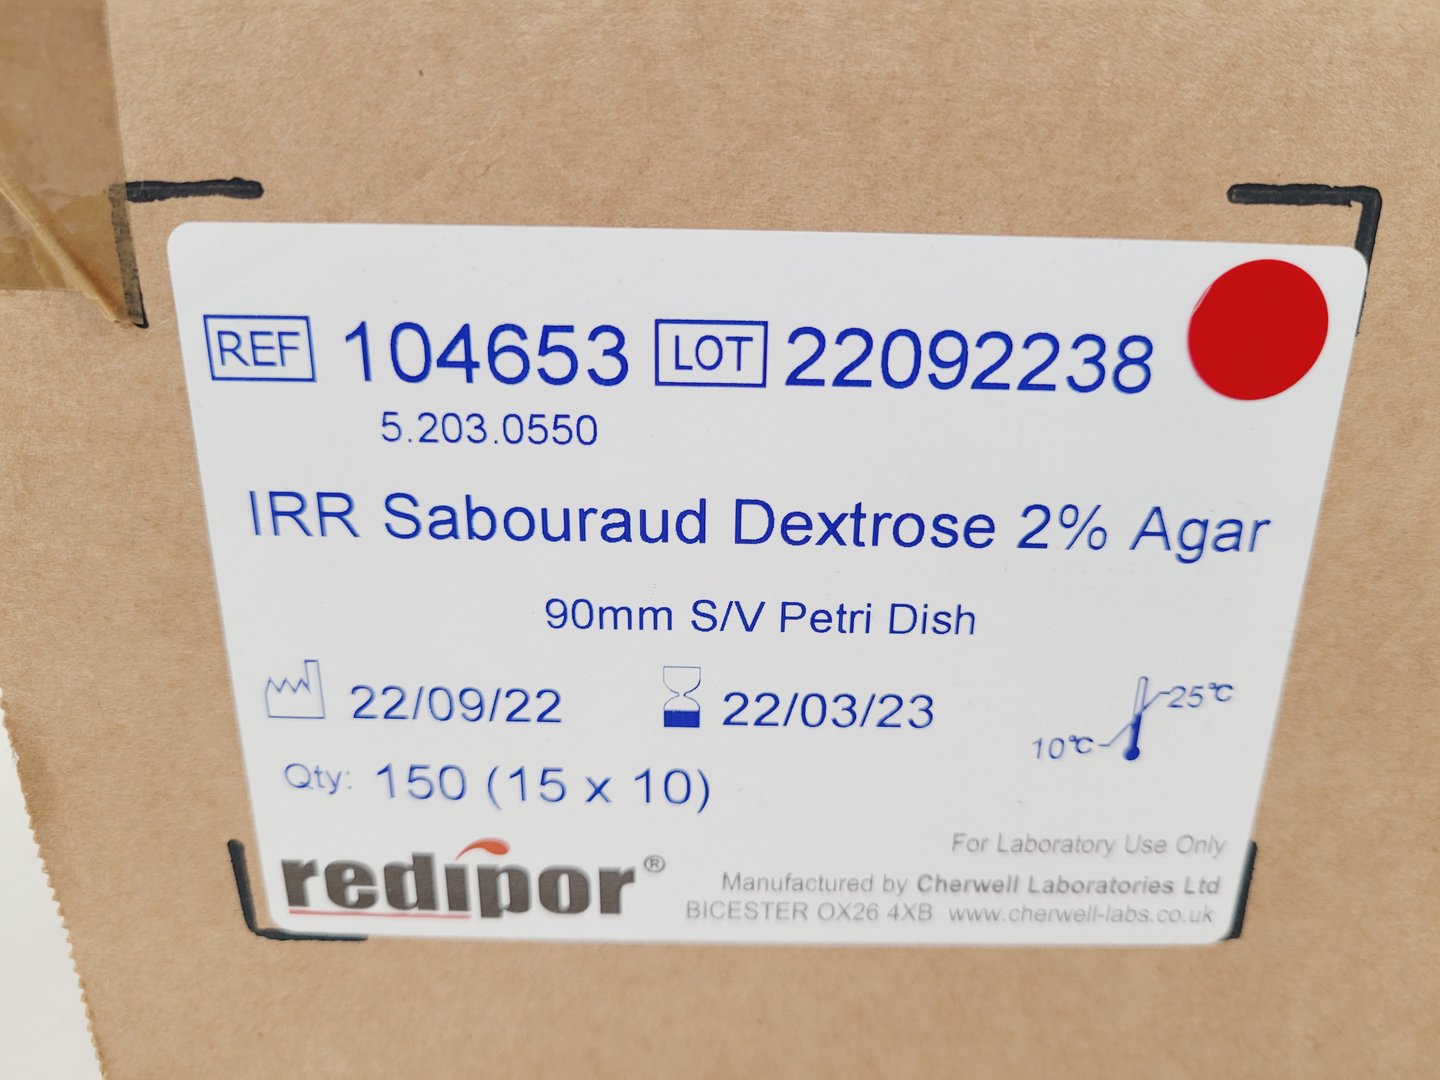 REF 104653 LOT 22092238
5.203.0550
IRR Sabouraud Dextrose 2% Agar
90mm S/V Petri Dish
22/09/22 22/03/23 10°C 25°C
Qty: 150 (15 x 10)
redipor®
For Laboratory Use Only
Manufactured by Cherwell Laboratories Ltd
BICESTER OX26 4XB www.cherwell-labs.co.uk